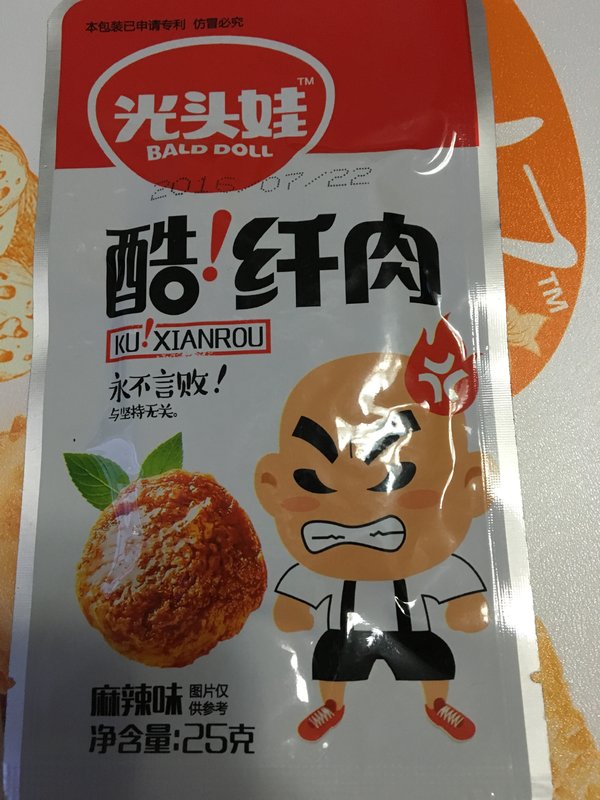 本包装已申请专利 仿冒必究
光头娃™
BALD DOLL
2016/07/22
酷!纤肉
KU!XIANROU
永不言败!
与坚持无关。
麻辣味
图片仅
供参考
净含量:25克
TM